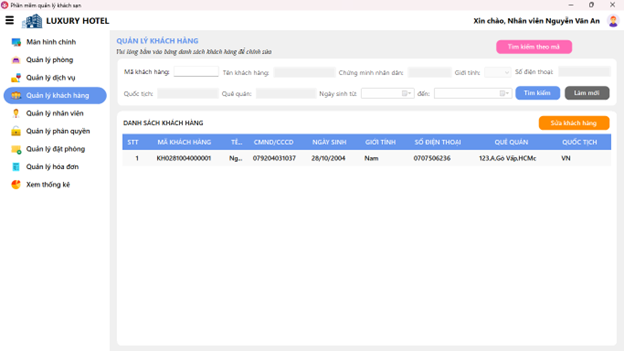 Phần mềm quản lý khách sạn
LUXURY HOTEL
Xin chào, Nhân viên Nguyễn Văn An
Màn hình chính
Quản lý phòng
Quản lý dịch vụ
Quản lý khách hàng
Quản lý nhân viên
Quản lý phân quyền
Quản lý đặt phòng
Quản lý hóa đơn
Xem thống kê
QUẢN LÝ KHÁCH HÀNG
Vui lòng bấm vào bảng danh sách khách hàng để chỉnh sửa
Tìm kiếm theo mã
Mã khách hàng: Tên khách hàng: Chứng minh nhân dân: Giới tính: Số điện thoại:
Quốc tịch: Quê quán: Ngày sinh từ: đến: Tìm kiếm Làm mới
DANH SÁCH KHÁCH HÀNG Sửa khách hàng
STT MÃ KHÁCH HÀNG TÊ... CMND/CCCD NGÀY SINH GIỚI TÍNH SỐ ĐIỆN THOẠI QUÊ QUÁN QUỐC TỊCH
1 KH0281004000001 Ng... 079204031037 28/10/2004 Nam 0707506236 123,A,Gò Vấp,HCMc VN